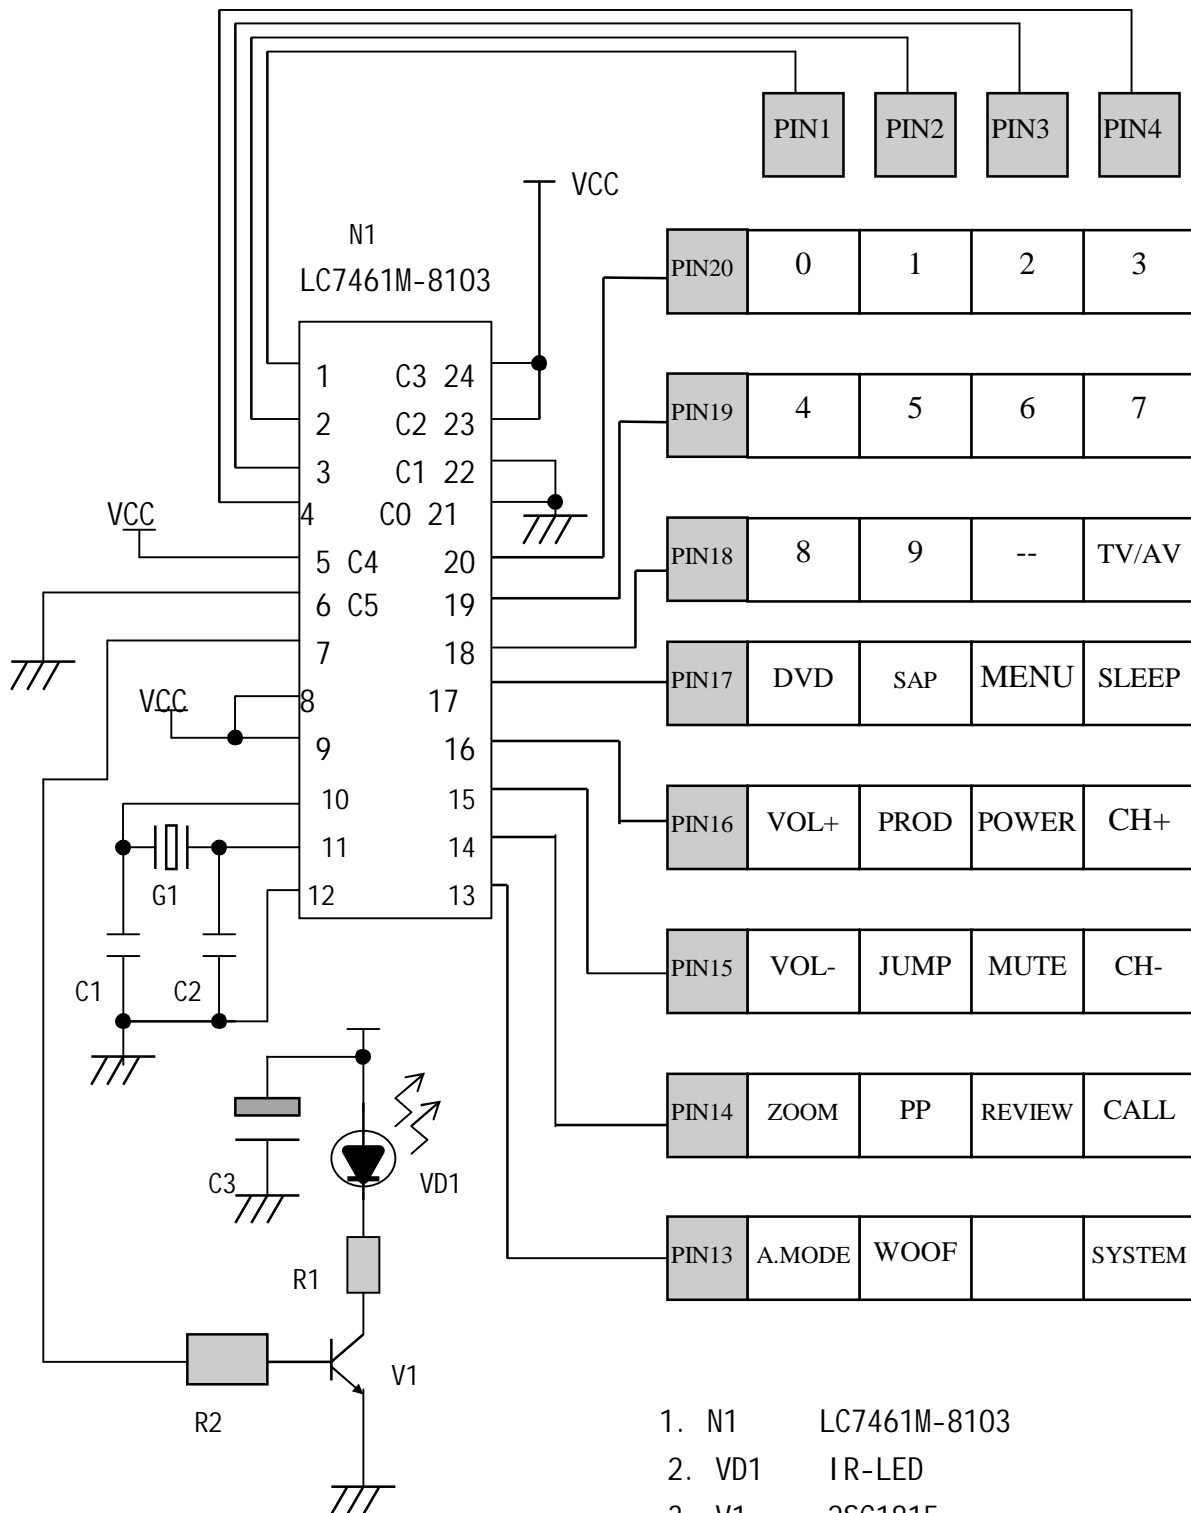 PIN1 PIN2 PIN3 PIN4
VCC
N1
LC7461M-8103
PIN20 0 1 2 3
1 C3 24
2 C2 23
3 C1 22
4 C0 21
VCC
5 C4 20
6 C5 19
7 18
8 17
VCC
9 16
10 15
11 14
12 13
PIN19 4 5 6 7
PIN18 8 9 -- TV/AV
PIN17 DVD SAP MENU SLEEP
PIN16 VOL+ PROD POWER CH+
PIN15 VOL- JUMP MUTE CH-
PIN14 ZOOM PP REVIEW CALL
PIN13 A.MODE WOOF SYSTEM
G1
C1 C2
C3 VD1
R1
V1
R2
1. N1 LC7461M-8103
2. VD1 IR-LED